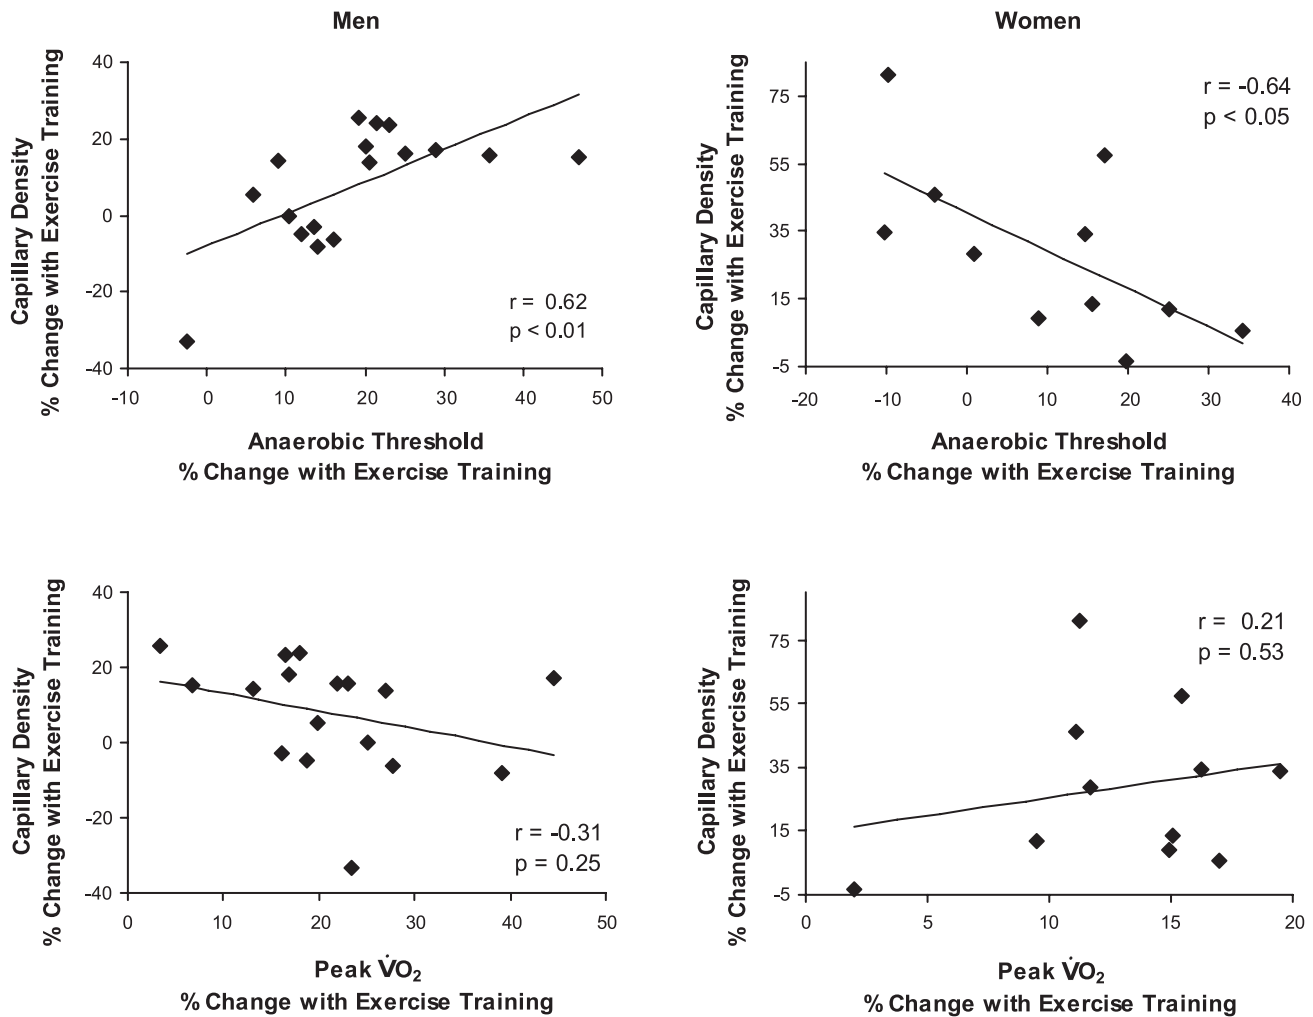 Men
Capillary Density
% Change with Exercise Training
40
20
0
-20
-40
-10
0
10
20
30
40
50
r = 0.62
p < 0.01
Anaerobic Threshold
% Change with Exercise Training
Women
Capillary Density
% Change with Exercise Training
75
55
35
15
-5
-20
-10
0
10
20
30
40
r = -0.64
p < 0.05
Anaerobic Threshold
% Change with Exercise Training
Capillary Density
% Change with Exercise Training
40
20
0
-20
-40
0
10
20
30
40
50
r = -0.31
p = 0.25
Peak V̇O₂
% Change with Exercise Training
Capillary Density
% Change with Exercise Training
75
55
35
15
-5
0
5
10
15
20
r = 0.21
p = 0.53
Peak V̇O₂
% Change with Exercise Training